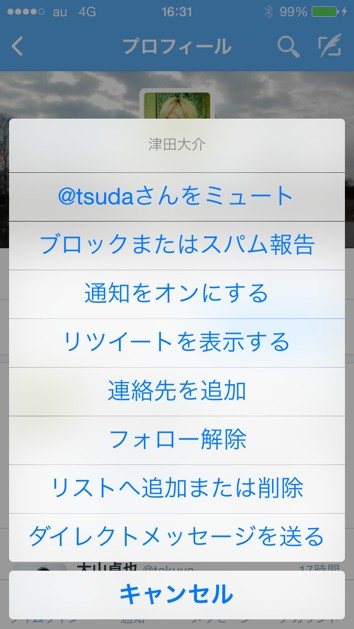 au 4G 16:31 99%
プロフィール
津田大介
@tsudaさんをミュート
ブロックまたはスパム報告
通知をオンにする
リツイートを表示する
連絡先を追加
フォロー解除
リストへ追加または削除
ダイレクトメッセージを送る
キャンセル